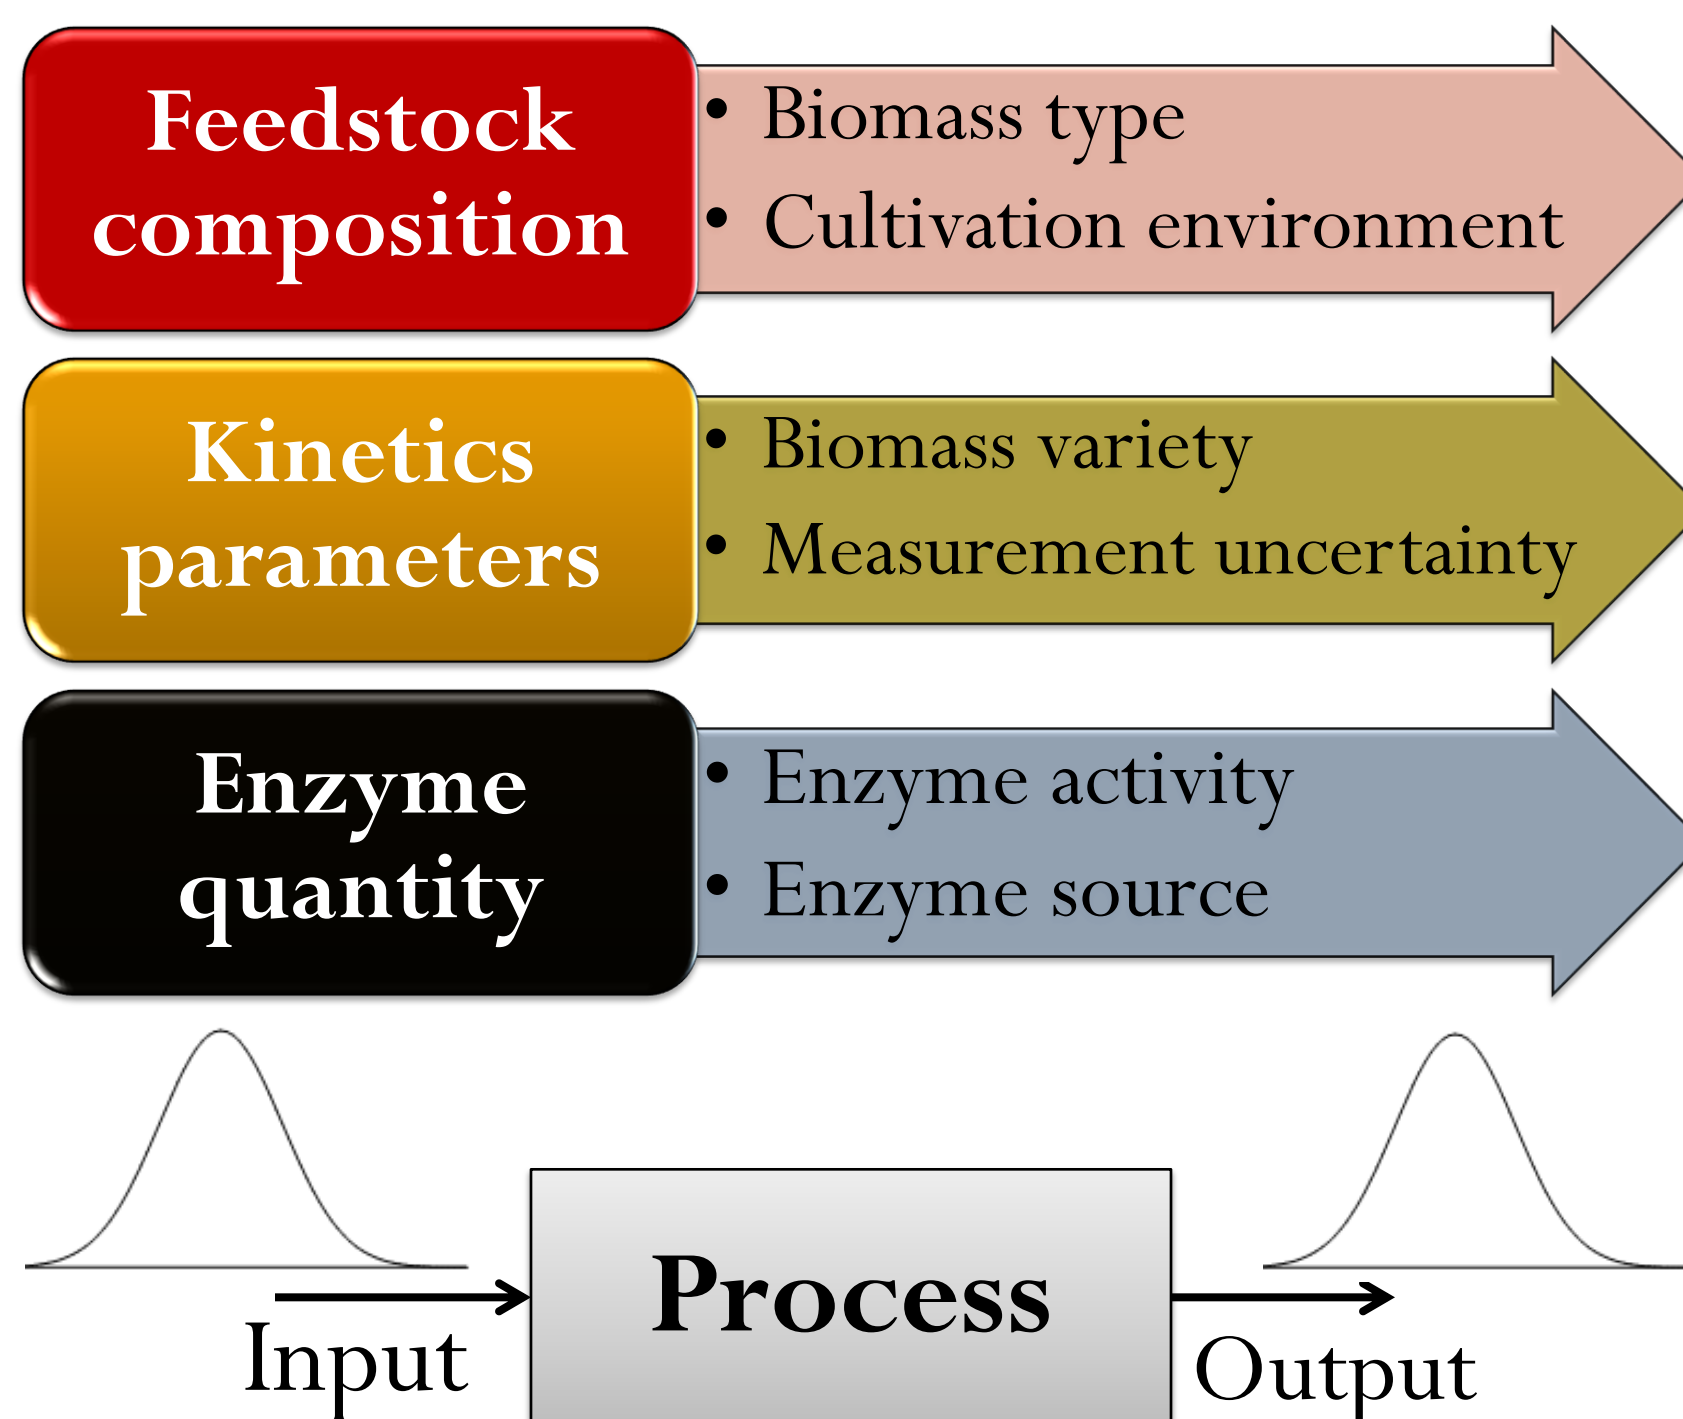 Feedstock
composition
• Biomass type
• Cultivation environment
Kinetics
parameters
• Biomass variety
• Measurement uncertainty
Enzyme
quantity
• Enzyme activity
• Enzyme source
Process
Input
Output